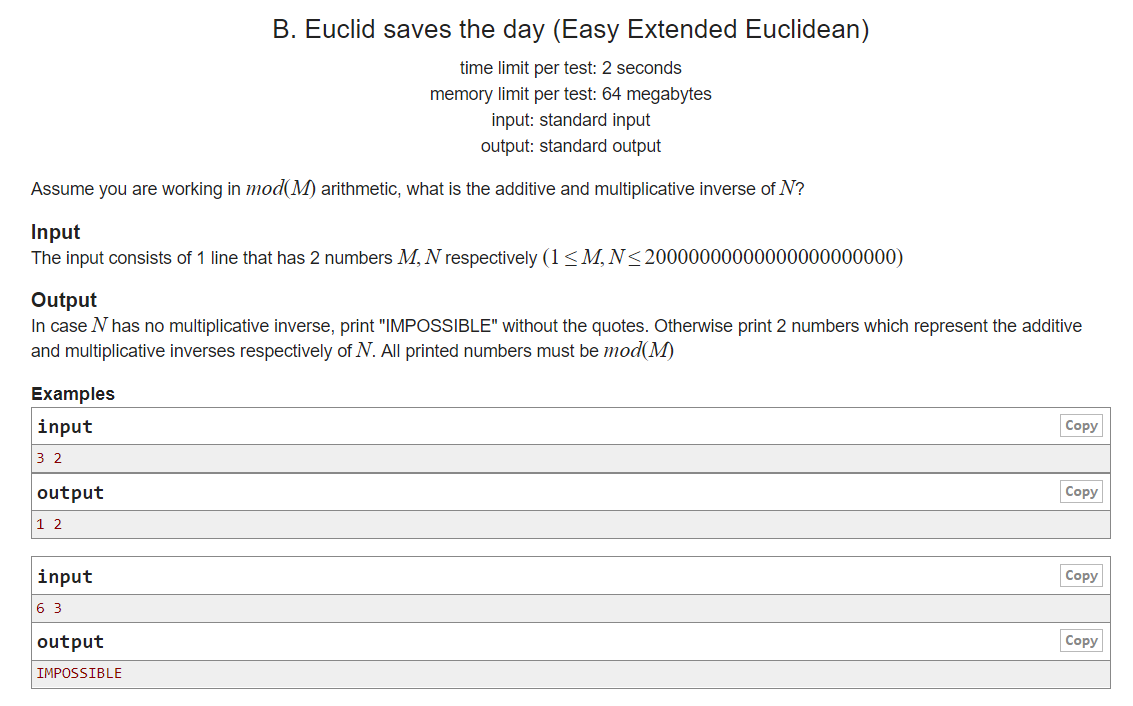 B. Euclid saves the day (Easy Extended Euclidean)
time limit per test: 2 seconds
memory limit per test: 64 megabytes
input: standard input
output: standard output
Assume you are working in mod(M) arithmetic, what is the additive and multiplicative inverse of N?
Input
The input consists of 1 line that has 2 numbers M, N respectively (1 ≤ M, N ≤ 20000000000000000000000)
Output
In case N has no multiplicative inverse, print "IMPOSSIBLE" without the quotes. Otherwise print 2 numbers which represent the additive
and multiplicative inverses respectively of N. All printed numbers must be mod(M)
Examples
input Copy
3 2
output Copy
1 2
input Copy
6 3
output Copy
IMPOSSIBLE